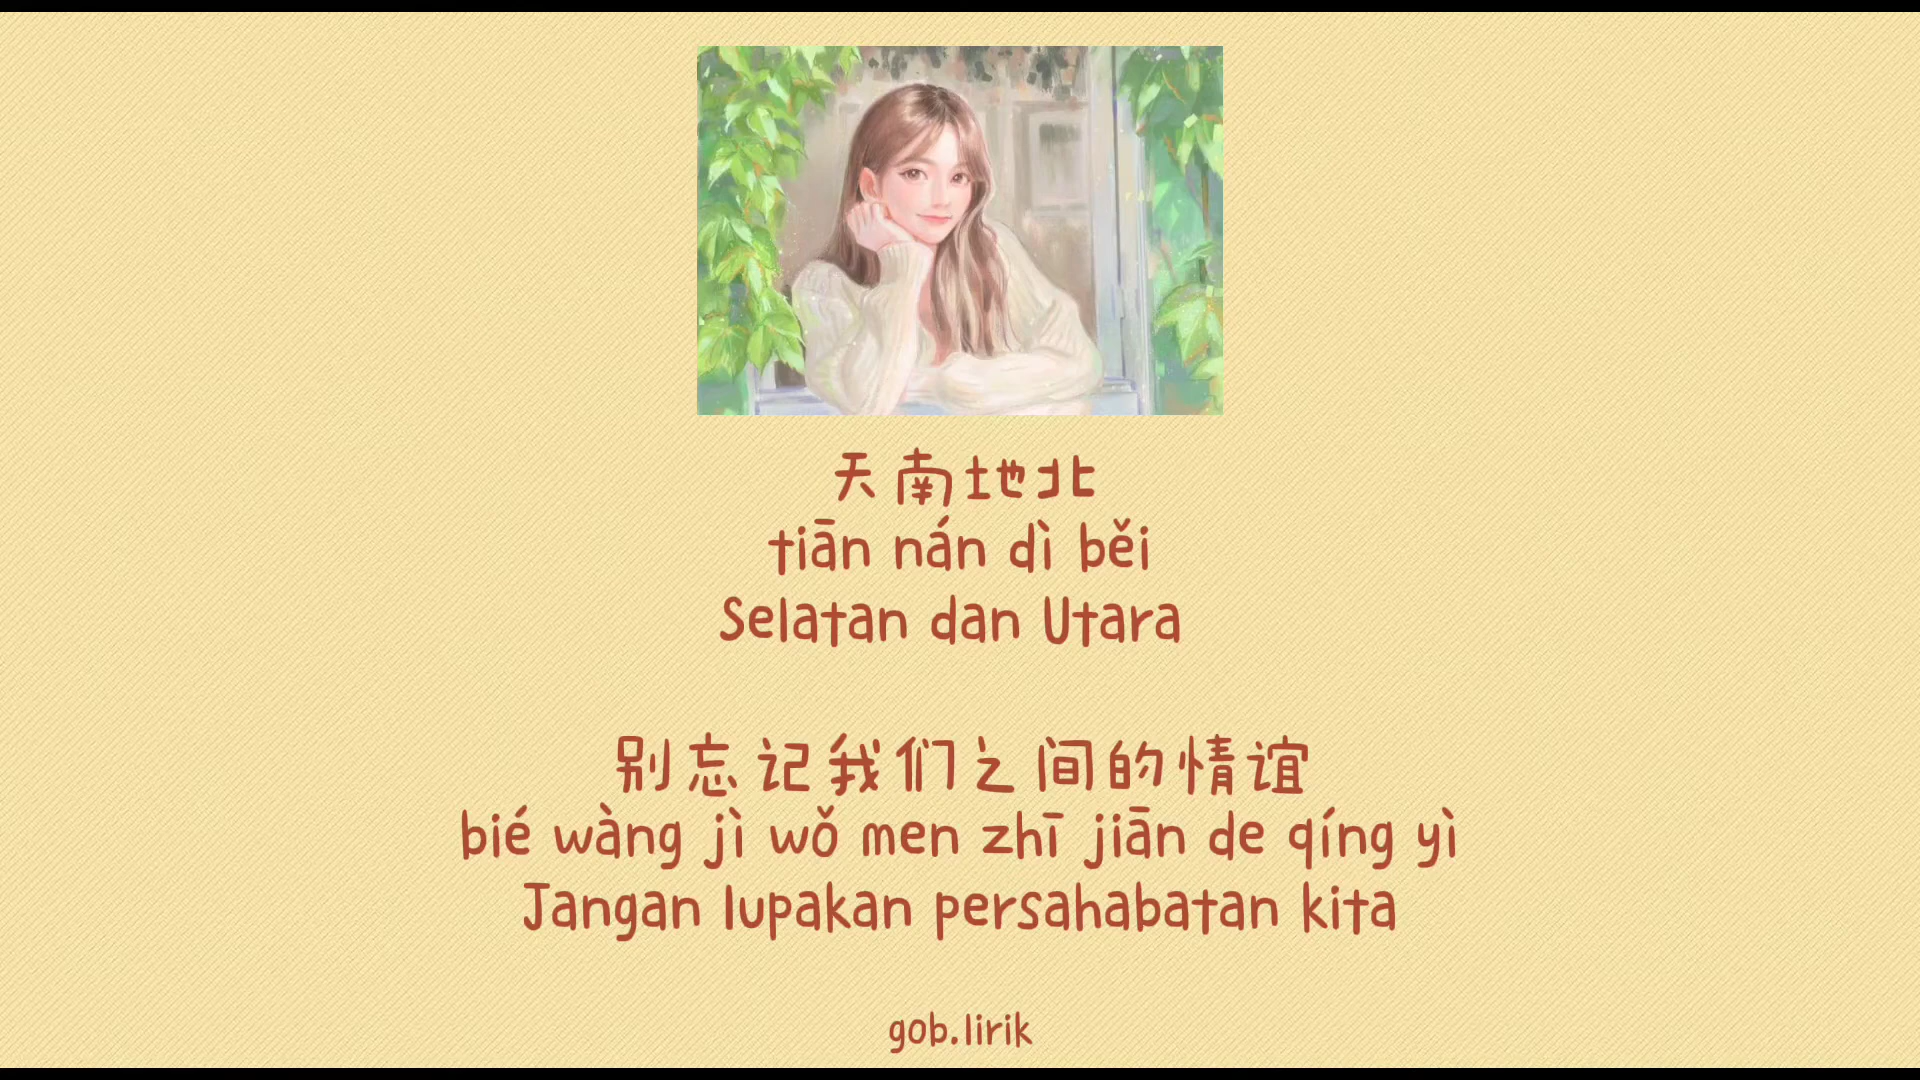 天南地北
tiān nán dì běi
Selatan dan Utara
别忘记我们之间的情谊
bié wàng jì wǒ men zhī jiān de qíng yì
Jangan lupakan persahabatan kita
gob.lirik